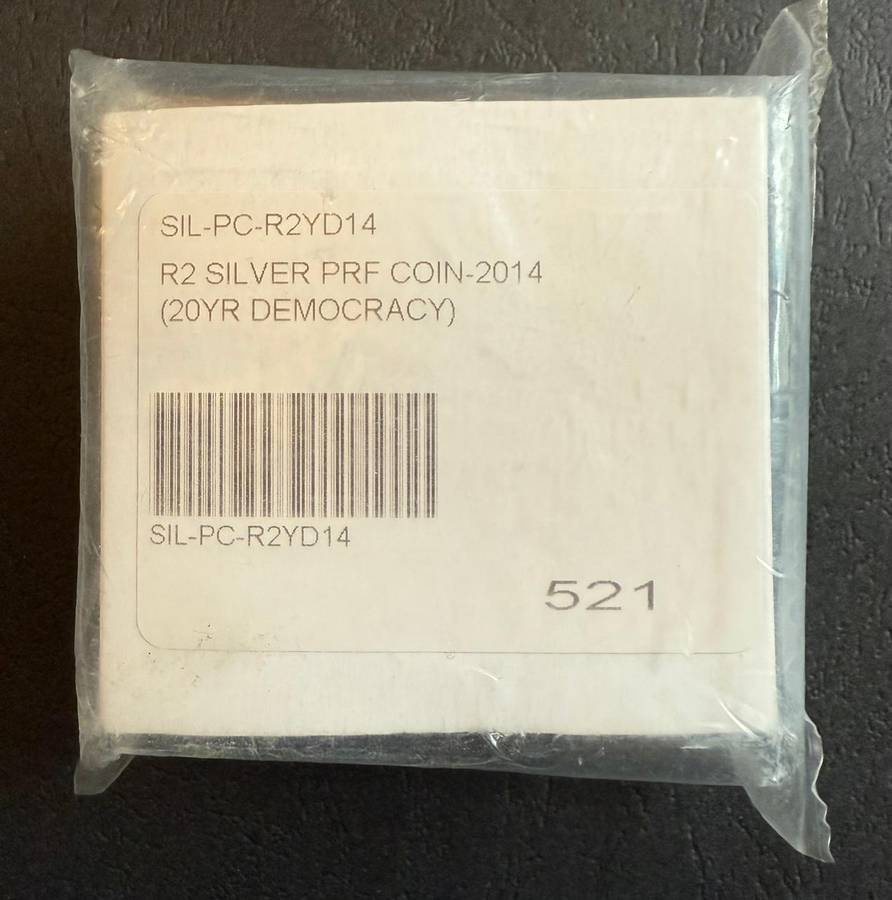 SIL-PC-R2YD14
R2 SILVER PRF COIN-2014
(20YR DEMOCRACY)
SIL-PC-R2YD14
521